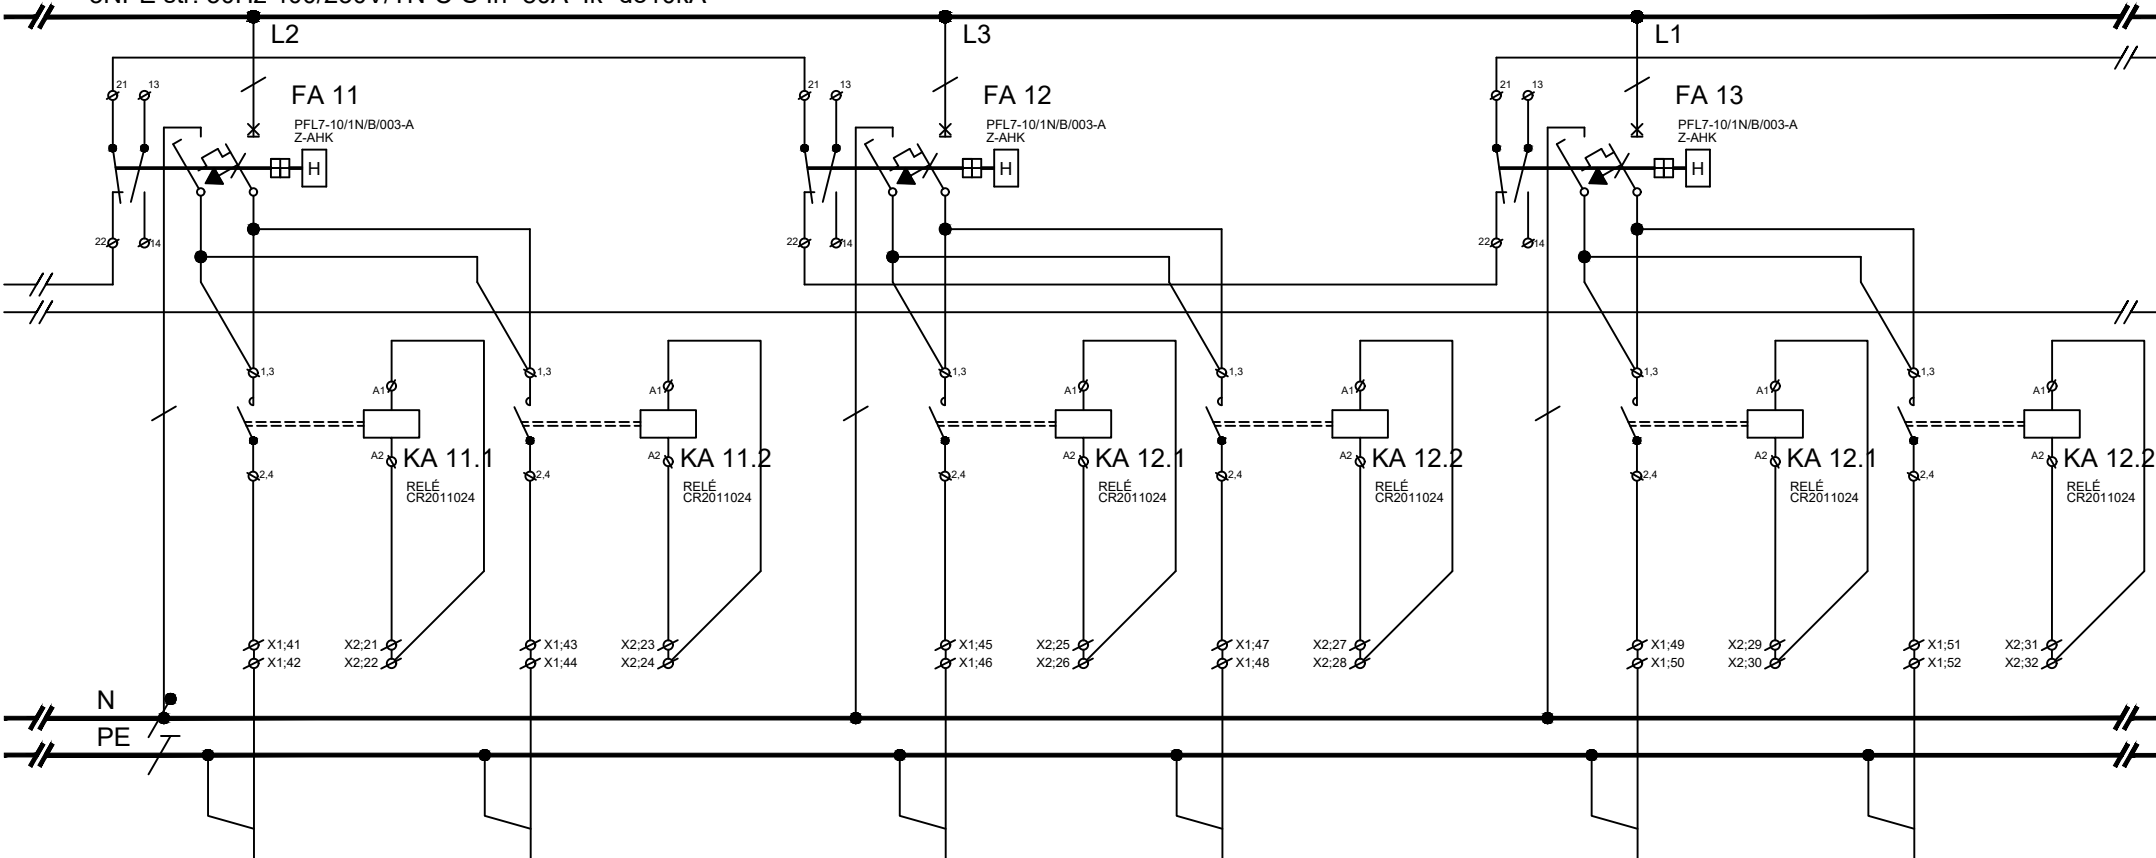 L2
L3
L1
21
13
21
13
21
13
FA 11
FA 12
FA 13
PFL7-10/1N/B/003-A
Z-AHK
PFL7-10/1N/B/003-A
Z-AHK
PFL7-10/1N/B/003-A
Z-AHK
H
H
H
22
14
22
14
22
14
1,3
1,3
1,3
1,3
1,3
1,3
A1
A1
A1
A1
A1
A1
A2
KA 11.1
A2
KA 11.2
A2
KA 12.1
A2
KA 12.2
A2
KA 12.1
A2
KA 12.2
2,4
2,4
2,4
2,4
2,4
2,4
RELÉ
CR2011024
RELÉ
CR2011024
RELÉ
CR2011024
RELÉ
CR2011024
RELÉ
CR2011024
RELÉ
CR2011024
X1;41
X1;42
X2;21
X2;22
X1;43
X1;44
X2;23
X2;24
X1;45
X1;46
X2;25
X2;26
X1;47
X1;48
X2;27
X2;28
X1;49
X1;50
X2;29
X2;30
X1;51
X1;52
X2;31
X2;32
N
PE